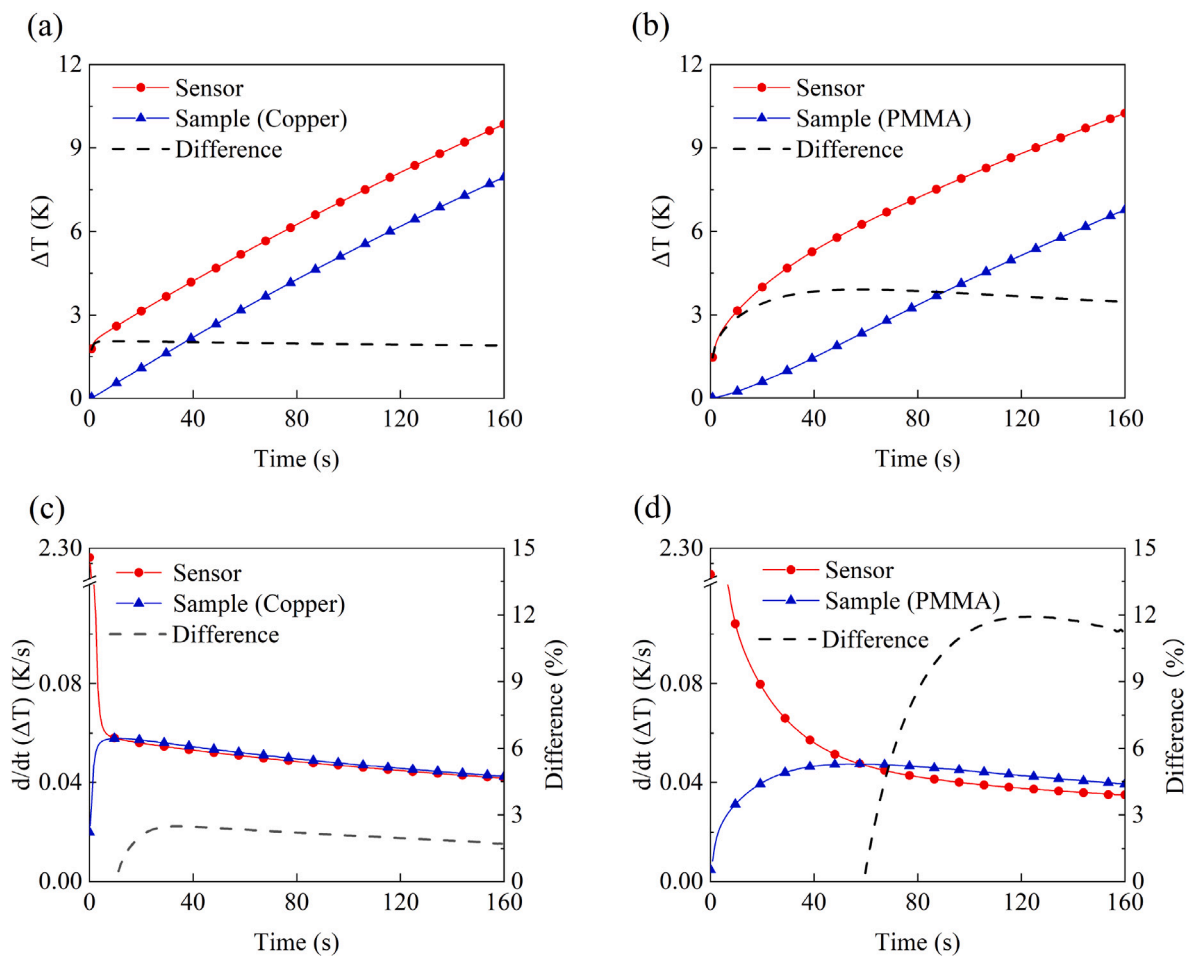 (a)
12
9
6
3
0
ΔT (K)
Sensor
Sample (Copper)
Difference
0 40 80 120 160
Time (s)
(b)
12
9
6
3
0
ΔT (K)
Sensor
Sample (PMMA)
Difference
0 40 80 120 160
Time (s)
(c)
2.30
0.08
0.04
0.00
d/dt (ΔT) (K/s)
Sensor
Sample (Copper)
Difference
15
12
9
6
3
0
Difference (%)
0 40 80 120 160
Time (s)
(d)
2.30
0.08
0.04
0.00
d/dt (ΔT) (K/s)
Sensor
Sample (PMMA)
Difference
15
12
9
6
3
0
Difference (%)
0 40 80 120 160
Time (s)